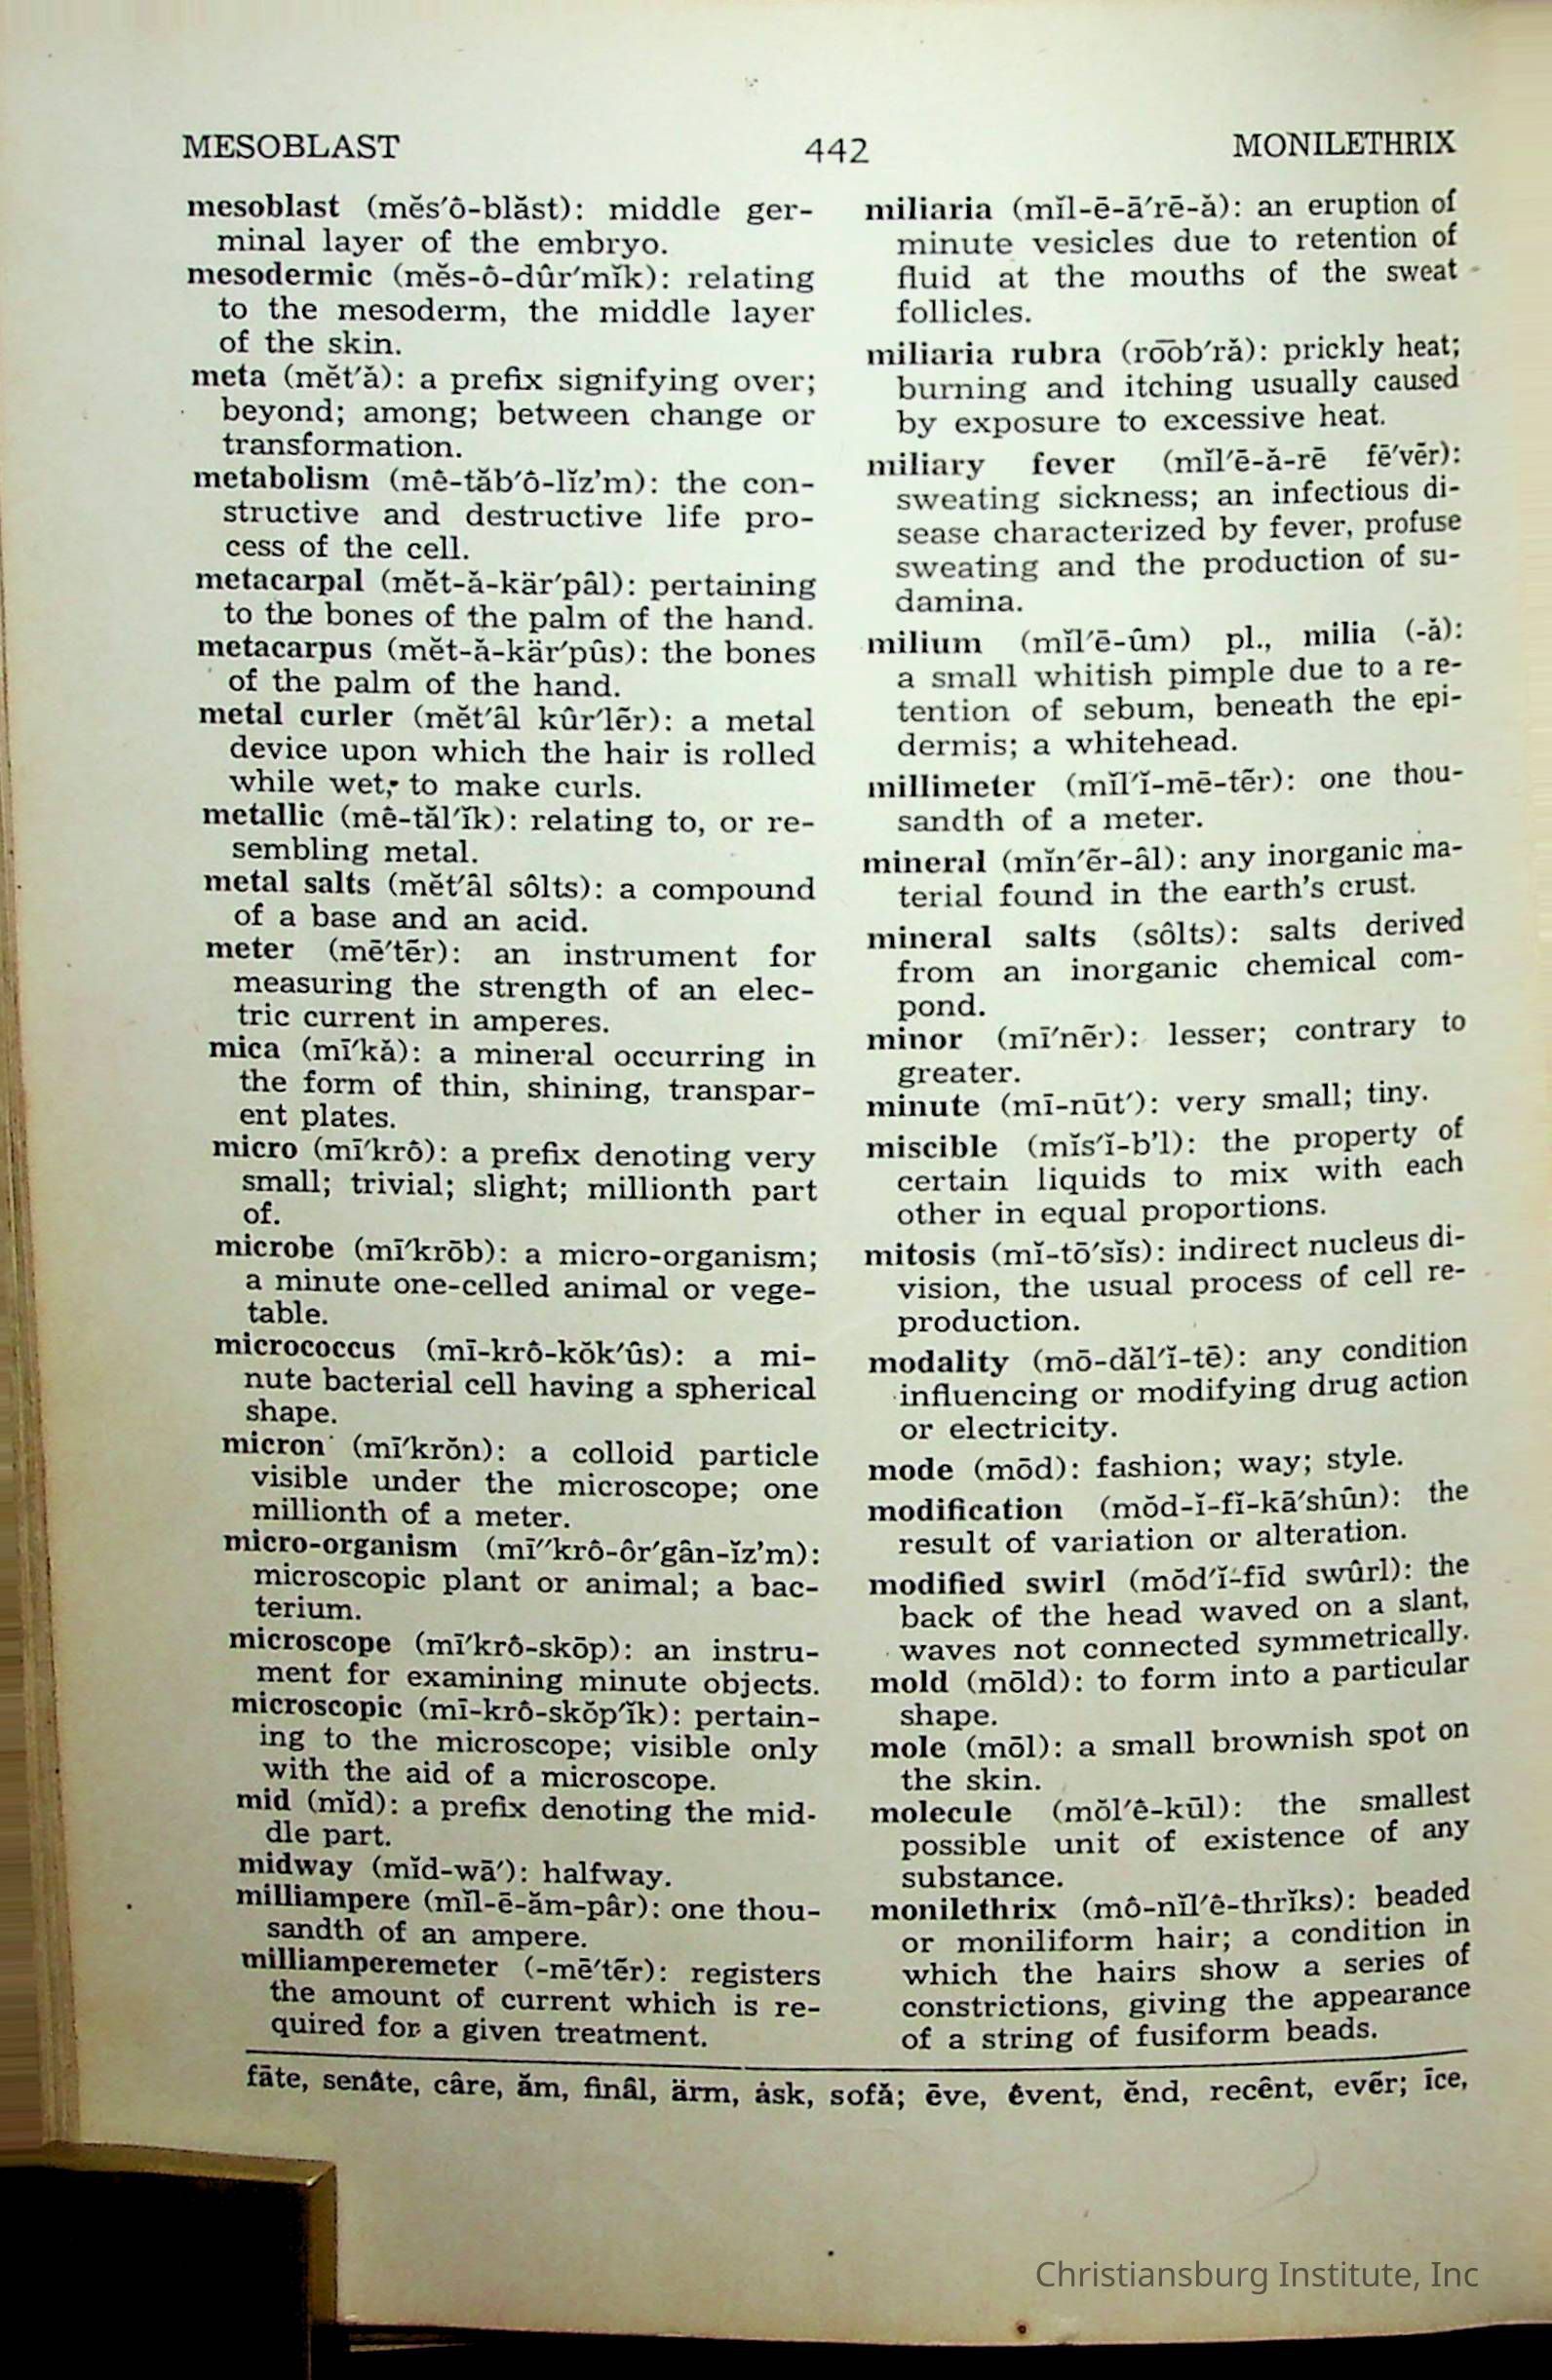 MESOBLAST 442 MONILETHRIX
mesoblast (mĕs′ô-blăst): middle ger-
minal layer of the embryo.
mesodermic (mĕs-ô-dûr′mĭk): relating
to the mesoderm, the middle layer
of the skin.
meta (mĕt′ă): a prefix signifying over;
beyond; among; between change or
transformation.
metabolism (mê-tăb′ô-lĭz’m): the con-
structive and destructive life pro-
cess of the cell.
metacarpal (mĕt-ă-kär′pâl): pertaining
to the bones of the palm of the hand.
metacarpus (mĕt-ă-kär′pûs): the bones
of the palm of the hand.
metal curler (mĕt′âl kûr′lẽr): a metal
device upon which the hair is rolled
while wet, to make curls.
metallic (mê-tăl′ĭk): relating to, or re-
sembling metal.
metal salts (mĕt′âl sôlts): a compound
of a base and an acid.
meter (mē′tẽr): an instrument for
measuring the strength of an elec-
tric current in amperes.
mica (mī′kă): a mineral occurring in
the form of thin, shining, transpar-
ent plates.
micro (mī′krô): a prefix denoting very
small; trivial; slight; millionth part
of.
microbe (mī′krōb): a micro-organism;
a minute one-celled animal or vege-
table.
micrococcus (mī-krô-kŏk′ûs): a mi-
nute bacterial cell having a spherical
shape.
micron (mī′krŏn): a colloid particle
visible under the microscope; one
millionth of a meter.
micro-organism (mī′′krô-ôr′gân-ĭz’m):
microscopic plant or animal; a bac-
terium.
microscope (mī′krô-skōp): an instru-
ment for examining minute objects.
microscopic (mī-krô-skŏp′ĭk): pertain-
ing to the microscope; visible only
with the aid of a microscope.
mid (mĭd): a prefix denoting the mid-
dle part.
midway (mĭd-wā′): halfway.
milliampere (mĭl-ē-ăm-pâr): one thou-
sandth of an ampere.
milliamperemeter (-mē′tẽr): registers
the amount of current which is re-
quired for a given treatment.
miliaria (mĭl-ē-ā′rē-ă): an eruption of
minute vesicles due to retention of
fluid at the mouths of the sweat
follicles.
miliaria rubra (ro͞ob′ră): prickly heat;
burning and itching usually caused
by exposure to excessive heat.
miliary fever (mĭl′ē-ă-rē fē′vẽr):
sweating sickness; an infectious di-
sease characterized by fever, profuse
sweating and the production of su-
damina.
milium (mĭl′ē-ûm) pl., milia (-ă):
a small whitish pimple due to a re-
tention of sebum, beneath the epi-
dermis; a whitehead.
millimeter (mĭl′ĭ-mē-tẽr): one thou-
sandth of a meter.
mineral (mĭn′ẽr-âl): any inorganic ma-
terial found in the earth’s crust.
mineral salts (sôlts): salts derived
from an inorganic chemical com-
pond.
minor (mī′nẽr): lesser; contrary to
greater.
minute (mī-nūt′): very small; tiny.
miscible (mĭs′ĭ-b’l): the property of
certain liquids to mix with each
other in equal proportions.
mitosis (mĭ-tō′sĭs): indirect nucleus di-
vision, the usual process of cell re-
production.
modality (mō-dăl′ĭ-tē): any condition
influencing or modifying drug action
or electricity.
mode (mōd): fashion; way; style.
modification (mŏd-ĭ-fĭ-kā′shûn): the
result of variation or alteration.
modified swirl (mŏd′ĭ-fīd swûrl): the
back of the head waved on a slant,
waves not connected symmetrically.
mold (mōld): to form into a particular
shape.
mole (mōl): a small brownish spot on
the skin.
molecule (mŏl′ê-kūl): the smallest
possible unit of existence of any
substance.
monilethrix (mô-nĭl′ê-thrĭks): beaded
or moniliform hair; a condition in
which the hairs show a series of
constrictions, giving the appearance
of a string of fusiform beads.
fāte, senâte, câre, ăm, finâl, ärm, ȧsk, sofă; ēve, êvent, ĕnd, recênt, evẽr; īce,
Christiansburg Institute, Inc